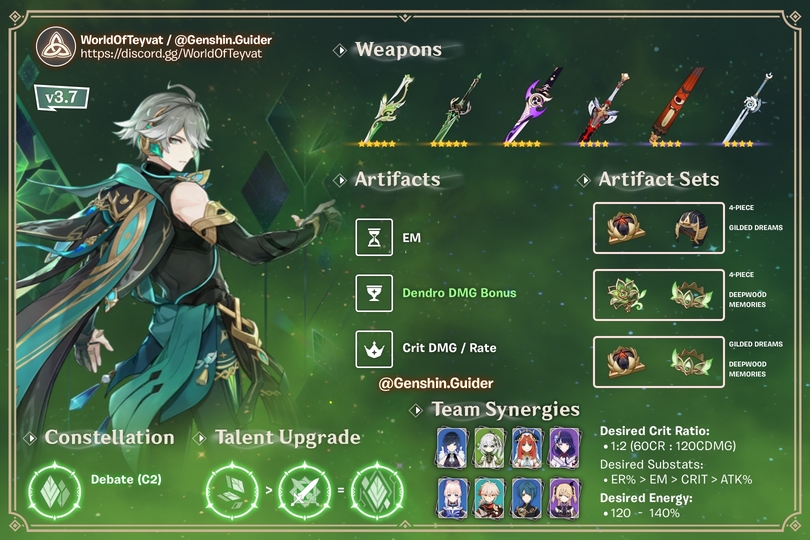 WorldOfTeyvat / @Genshin.Guider
https://discord.gg/WorldOfTeyvat
v3.7
Weapons
Artifacts
EM
Dendro DMG Bonus
Crit DMG / Rate
@Genshin.Guider
Artifact Sets
4-PIECE
GILDED DREAMS
4-PIECE
DEEPWOOD
MEMORIES
GILDED DREAMS
DEEPWOOD
MEMORIES
Constellation
Debate (C2)
Talent Upgrade
> =
Team Synergies
Desired Crit Ratio:
• 1:2 (60CR : 120CDMG)
Desired Substats:
• ER% > EM > CRIT > ATK%
Desired Energy:
• 120 - 140%